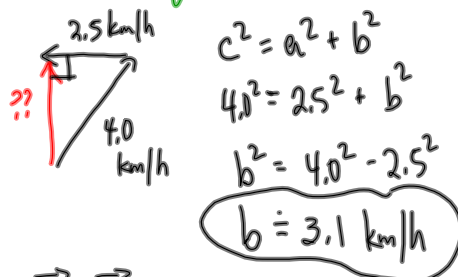 2.5 km/h
??
4.0
km/h
c² = a² + b²
4.0² = 2.5² + b²
b² = 4.0² - 2.5²
b ≐ 3.1 km/h